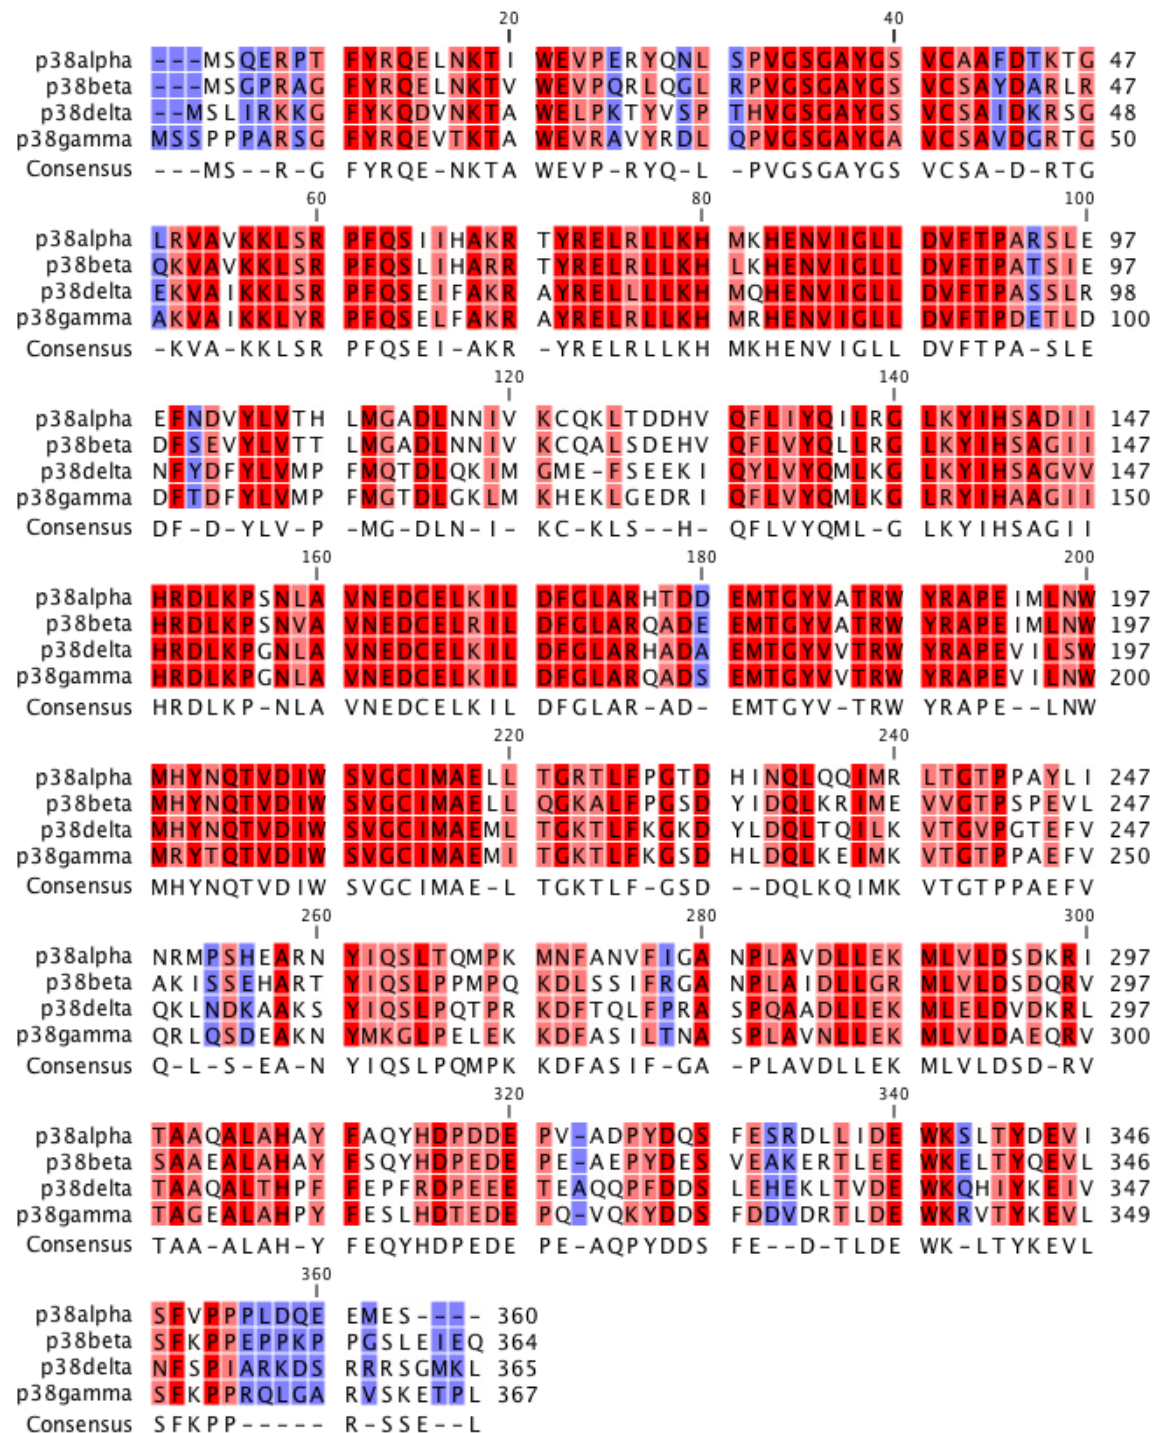 20 40
p38alpha ---MSQERPT FYRQELNKTI WEVPERYQNL SPVGSGAYGS VCAAFDTKTG 47
p38beta ---MSGPRAG FYRQELNKTV WEVPQRLQGL RPVGSGAYGS VCSAYDARLR 47
p38delta --MSLIRKKG FYKQDVNKTA WELPKTYVSP THVGSGAYGS VCSAIDKRSG 48
p38gamma MSSPPPARSG FYRQEVTKTA WEVRAVYRDL QPVGSGAYGA VCSAVDGRTG 50
Consensus ---MS--R-G FYRQE-NKTA WEVP-RYQ-L -PVGSGAYGS VCSA-D-RTG
60 80 100
p38alpha LRVAVKKLSR PFQSIIHAKR TYRELRLLKH MKHENVIGLL DVFTPARSLE 97
p38beta QKVAVKKLSR PFQSLIHARR TYRELRLLKH LKHENVIGLL DVFTPATSIE 97
p38delta EKVAIKKLSR PFQSEIFAKR AYRELLLLKH MQHENVIGLL DVFTPASSLR 98
p38gamma AKVAIKKLYR PFQSELFAKR AYRELRLLKH MRHENVIGLL DVFTPDETLD 100
Consensus -KVA-KKLSR PFQSEI-AKR -YRELRLLKH MKHENVIGLL DVFTPA-SLE
120 140
p38alpha EFNDVYLVTH LMGADLNNIV KCQKLTDDHV QFLIYQILRG LKYIHSADII 147
p38beta DFSEVYLVTT LMGADLNNIV KCQALSDEHV QFLVYQLLRG LKYIHSAGII 147
p38delta NFYDFYLVMP FMQTDLQKIM GME-FSEEKI QYLVYQMLKG LKYIHSAGVV 147
p38gamma DFTDFYLVMP FMGTDLGKLM KHEKLGEDRI QFLVYQMLKG LRYIHAAGII 150
Consensus DF-D-YLV-P -MG-DLN-I- KC-KLS--H- QFLVYQML-G LKYIHSAGII
160 180 200
p38alpha HRDLKPSNLA VNEDCELKIL DFGLARHTDD EMTGYVATRW YRAPEIMLNW 197
p38beta HRDLKPSNVA VNEDCELRIL DFGLARQADE EMTGYVATRW YRAPEIMLNW 197
p38delta HRDLKPGNLA VNEDCELKIL DFGLARHADA EMTGYVVTRW YRAPEVILSW 197
p38gamma HRDLKPGNLA VNEDCELKIL DFGLARQADS EMTGYVVTRW YRAPEVILNW 200
Consensus HRDLKP-NLA VNEDCELKIL DFGLAR-AD- EMTGYV-TRW YRAPE--LNW
220 240
p38alpha MHYNQTVDIW SVGCIMAELL TGRTLFPGTD HINQLQQIMR LTGTPPAYLI 247
p38beta MHYNQTVDIW SVGCIMAELL QGKALFPGSD YIDQLKRIME VVGTPSPEVL 247
p38delta MHYNQTVDIW SVGCIMAEML TGKTLFKGKD YLDQLTQILK VTGVPGTEFV 247
p38gamma MRYTQTVDIW SVGCIMAEMI TGKTLFKGSD HLDQLKEIMK VTGTPPAEFV 250
Consensus MHYNQTVDIW SVGCIMAE-L TGKTLF-GSD --DQLKQIMK VTGTPPAEFV
260 280 300
p38alpha NRMPSHEARN YIQSLTQMPK MNFANVFIGA NPLAVDLLEK MLVLDSDKRI 297
p38beta AKISSEHART YIQSLPPMPQ KDLSSIFRGA NPLAIDLLGR MLVLDSDQRV 297
p38delta QKLNDKAAKS YIQSLPQTPR KDFTQLFPRA SPQAADLLEK MLELDVDKRL 297
p38gamma QRLQSDEAKN YMKGLPELEK KDFASILTNA SPLAVNLLEK MLVLDAEQRV 300
Consensus Q-L-S-EA-N YIQSLPQMPK KDFASIF-GA -PLAVDLLEK MLVLDSD-RV
320 340
p38alpha TAAQALAHAY FAQYHDPDDE PV-ADPYDQS FESRDLLIDE WKSLTYDEVI 346
p38beta SAAEALAHAY FSQYHDPEDE PE-AEPYDES VEAKERTLEE WKELTYQEVL 346
p38delta TAAQALTHPF FEPFRDPEEE TEAQQPFDDS LEHEKLTVDE WKQHIYKEIV 347
p38gamma TAGEALAHPY FESLHDTEDE PQ-VQKYDDS FDDVDRTLDE WKRVTYKEVL 349
Consensus TAA-ALAH-Y FEQYHDPEDE PE-AQPYDDS FE--D-TLDE WK-LTYKEVL
360
p38alpha SFVPPPLDQE EMES--- - 360
p38beta SFKPPEPPKP PGSLEIEQ 364
p38delta NFSPIARKDS RRRSGMKL 365
p38gamma SFKPPRQLGA RVSKETPL 367
Consensus SFKPP----- R-SSE--L